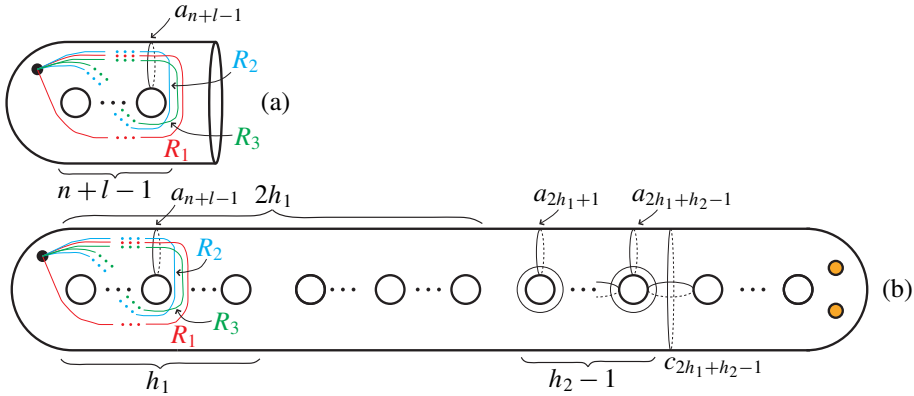 a_{n+l-1}
R_2
(a)
R_3
R_1
n + l − 1
2h_1
a_{n+l-1}
a_{2h_1+1}
a_{2h_1+h_2-1}
R_2
(b)
R_3
R_1
h_1
h_2 − 1
c_{2h_1+h_2-1}